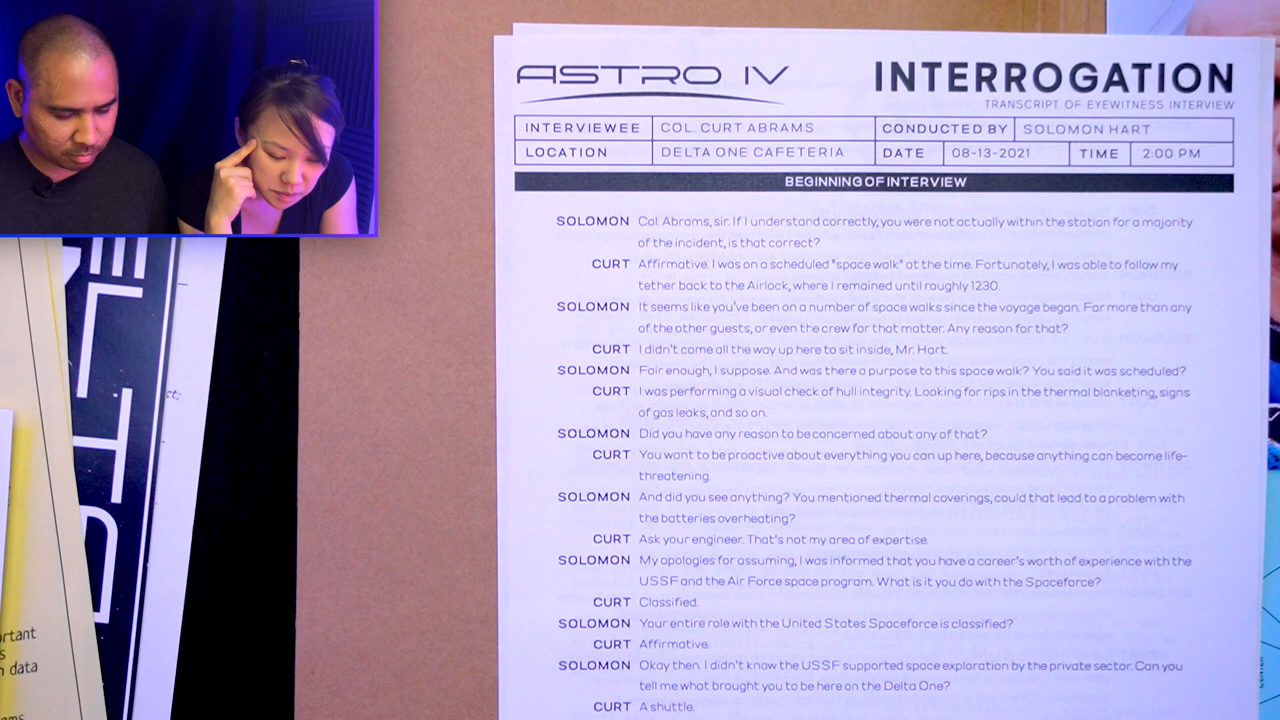 ASTRO IV
INTERROGATION
TRANSCRIPT OF EYEWITNESS INTERVIEW
INTERVIEWEE COL. CURT ABRAMS CONDUCTED BY SOLOMON HART
LOCATION DELTA ONE CAFETERIA DATE 08-13-2021 TIME 2:00 PM
BEGINNING OF INTERVIEW
SOLOMON Col. Abrams, sir. If I understand correctly, you were not actually within the station for a majority
of the incident, is that correct?
CURT Affirmative. I was on a scheduled "space walk" at the time. Fortunately, I was able to follow my
tether back to the Airlock, where I remained until roughly 1230.
SOLOMON It seems like you've been on a number of space walks since the voyage began. Far more than any
of the other guests, or even the crew for that matter. Any reason for that?
CURT I didn't come all the way up here to sit inside, Mr. Hart.
SOLOMON Fair enough, I suppose. And was there a purpose to this space walk? You said it was scheduled?
CURT I was performing a visual check of hull integrity. Looking for rips in the thermal blanketing, signs
of gas leaks, and so on.
SOLOMON Did you have any reason to be concerned about any of that?
CURT You want to be proactive about everything you can up here, because anything can become life-
threatening.
SOLOMON And did you see anything? You mentioned thermal coverings, could that lead to a problem with
the batteries overheating?
CURT Ask your engineer. That's not my area of expertise.
SOLOMON My apologies for assuming, I was informed that you have a career's worth of experience with the
USSF and the Air Force space program. What is it you do with the Spaceforce?
CURT Classified.
SOLOMON Your entire role with the United States Spaceforce is classified?
CURT Affirmative.
SOLOMON Okay then. I didn't know the USSF supported space exploration by the private sector. Can you
tell me what brought you to be here on the Delta One?
CURT A shuttle.
data